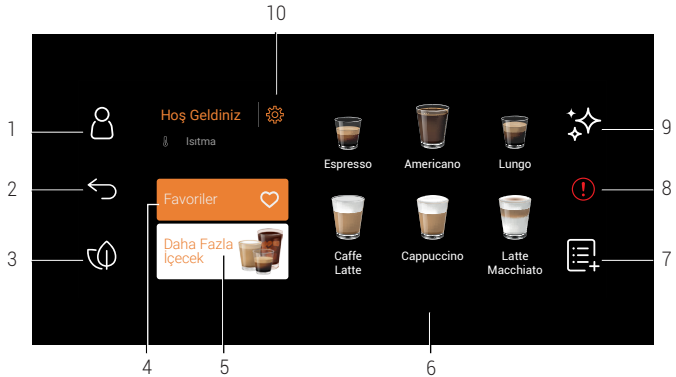 10
1
2
3
Hoş Geldiniz
Isıtma
Favoriler
Daha Fazla
İçecek
Espresso
Americano
Lungo
Caffe
Latte
Cappuccino
Latte
Macchiato
9
8
7
4
5
6